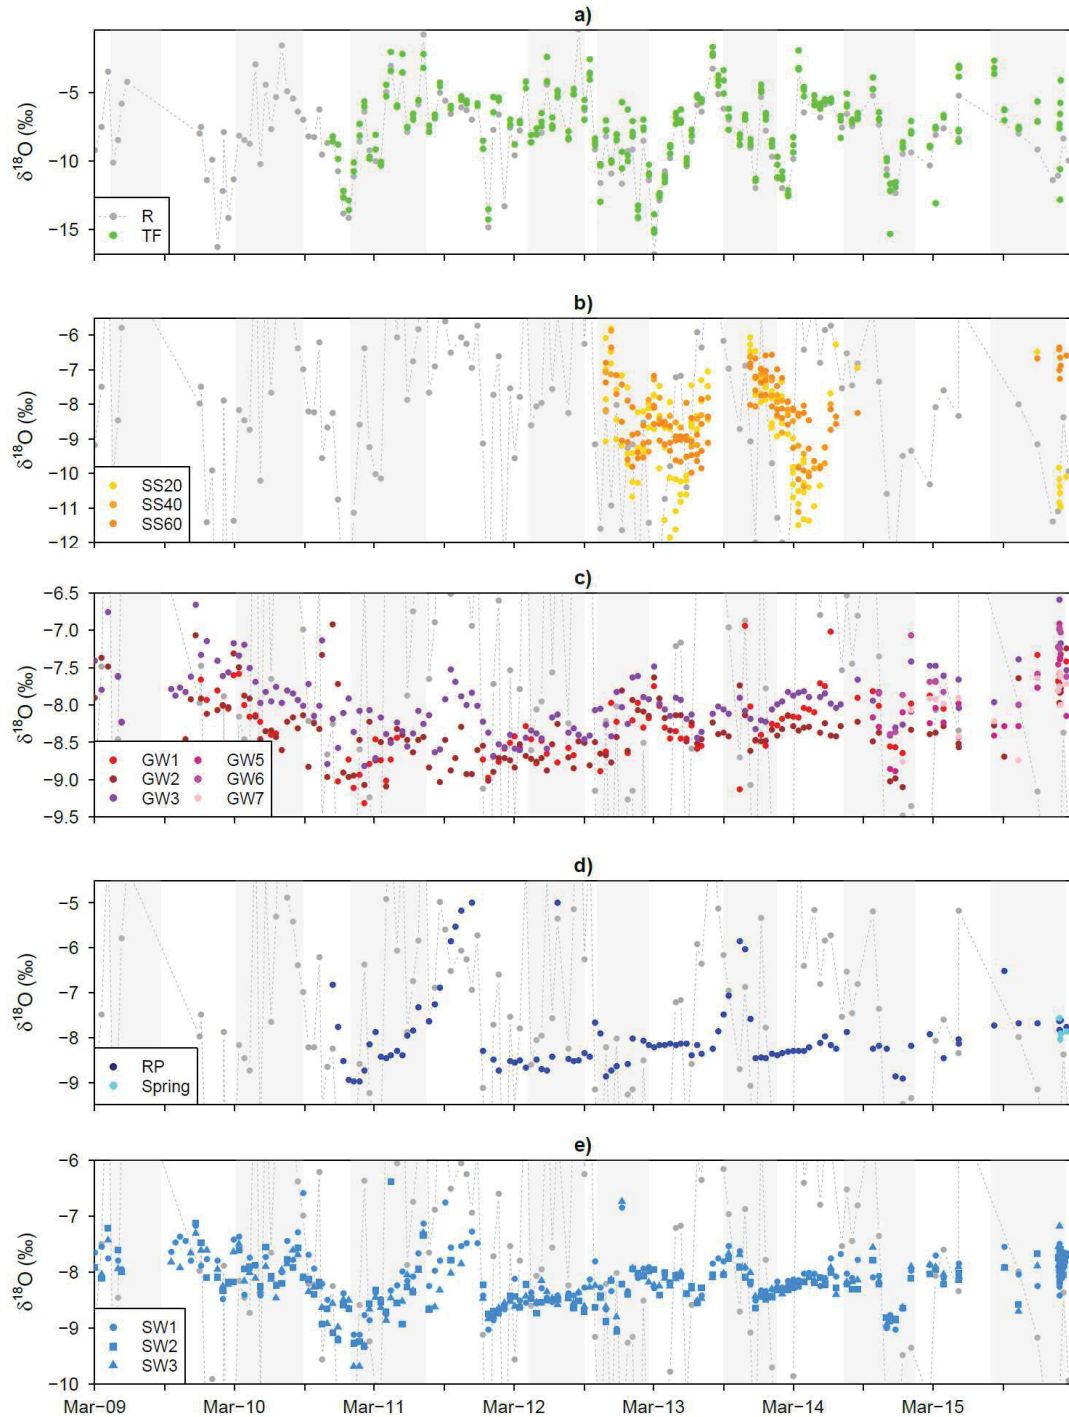 a)
δ¹⁸O (‰)
−5
−10
−15
R
TF
b)
δ¹⁸O (‰)
−6
−7
−8
−9
−10
−11
−12
SS20
SS40
SS60
c)
δ¹⁸O (‰)
−6.5
−7.0
−7.5
−8.0
−8.5
−9.0
−9.5
GW1 GW5
GW2 GW6
GW3 GW7
d)
δ¹⁸O (‰)
−5
−6
−7
−8
−9
RP
Spring
e)
δ¹⁸O (‰)
−6
−7
−8
−9
−10
SW1
SW2
SW3
Mar−09 Mar−10 Mar−11 Mar−12 Mar−13 Mar−14 Mar−15